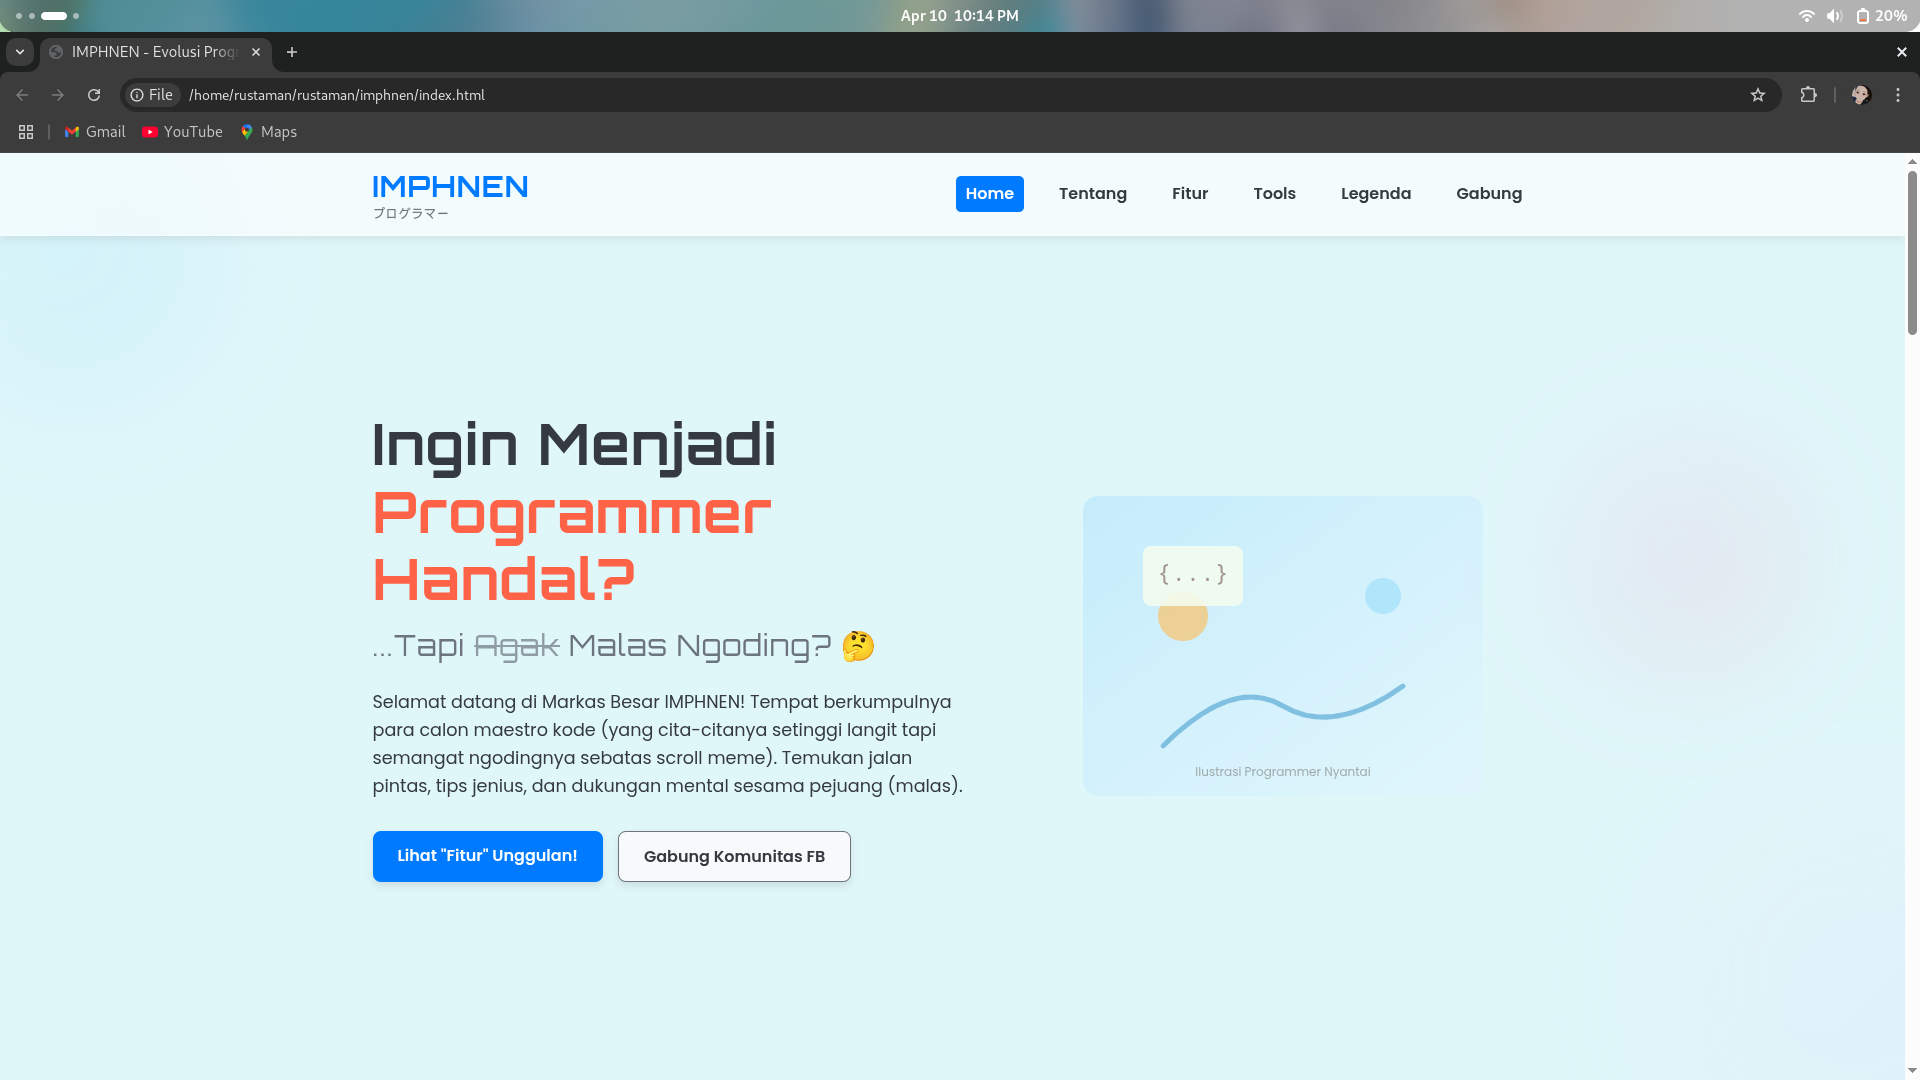 Apr 10 10:14 PM
20%
IMPHNEN - Evolusi Prog
File
/home/rustaman/rustaman/imphnen/index.html
Gmail
YouTube
Maps
IMPHNEN
プログラマー
Home
Tentang
Fitur
Tools
Legenda
Gabung
Ingin Menjadi
Programmer
Handal?
...Tapi Agak Malas Ngoding? 🤔
Selamat datang di Markas Besar IMPHNEN! Tempat berkumpulnya
para calon maestro kode (yang cita-citanya setinggi langit tapi
semangat ngodingnya sebatas scroll meme). Temukan jalan
pintas, tips jenius, dan dukungan mental sesama pejuang (malas).
Lihat "Fitur" Unggulan!
Gabung Komunitas FB
{...}
Ilustrasi Programmer Nyantai